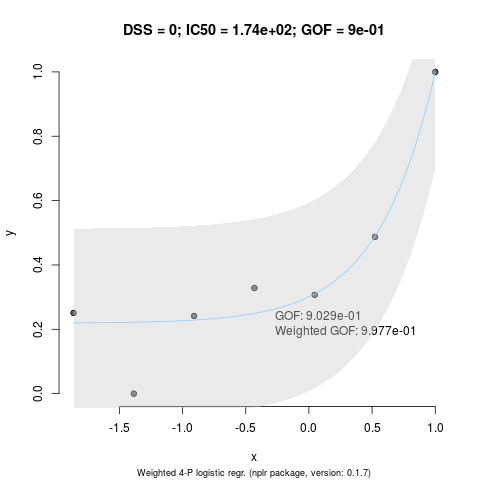 DSS = 0; IC50 = 1.74e+02; GOF = 9e-01
1.0
0.8
0.6
0.4
0.2
0.0
y
GOF: 9.029e-01
Weighted GOF: 9.977e-01
-1.5 -1.0 -0.5 0.0 0.5 1.0
x
Weighted 4-P logistic regr. (nplr package, version: 0.1.7)